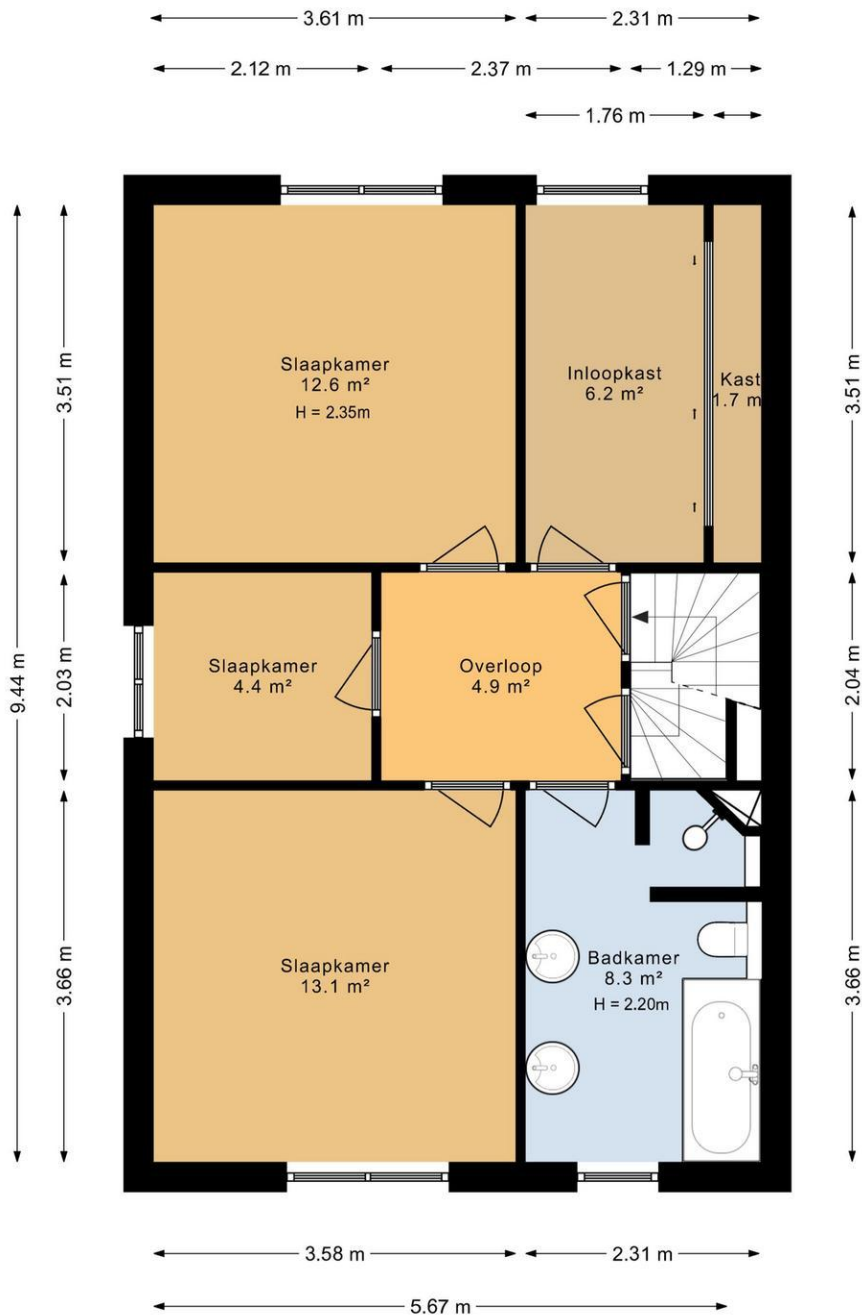 3.61 m
2.31 m
2.12 m
2.37 m
1.29 m
1.76 m
9.44 m
3.51 m
3.51 m
Slaapkamer
12.6 m²
H = 2.35m
Inloopkast
6.2 m²
Kast
1.7 m
2.03 m
2.04 m
Slaapkamer
4.4 m²
Overloop
4.9 m²
3.66 m
3.66 m
Slaapkamer
13.1 m²
Badkamer
8.3 m²
H = 2.20m
3.58 m
2.31 m
5.67 m